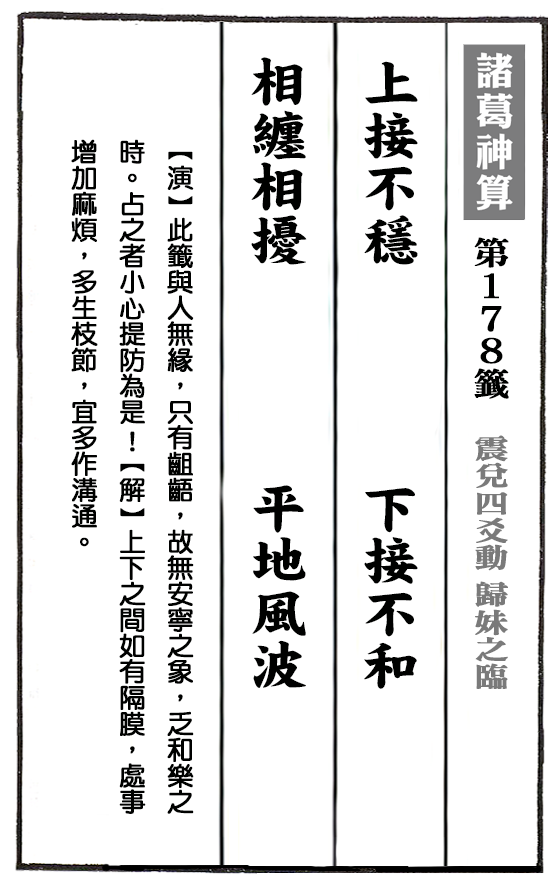 諸葛神算 第178籤 震兌四爻動 歸妹之臨
上接不穩 下接不和
相纏相擾 平地風波
【演】此籤與人無緣，只有齟齬，故無安寧之象，乏和樂之
時。占之者小心提防為是！【解】上下之間如有隔膜，處事
增加麻煩，多生枝節，宜多作溝通。